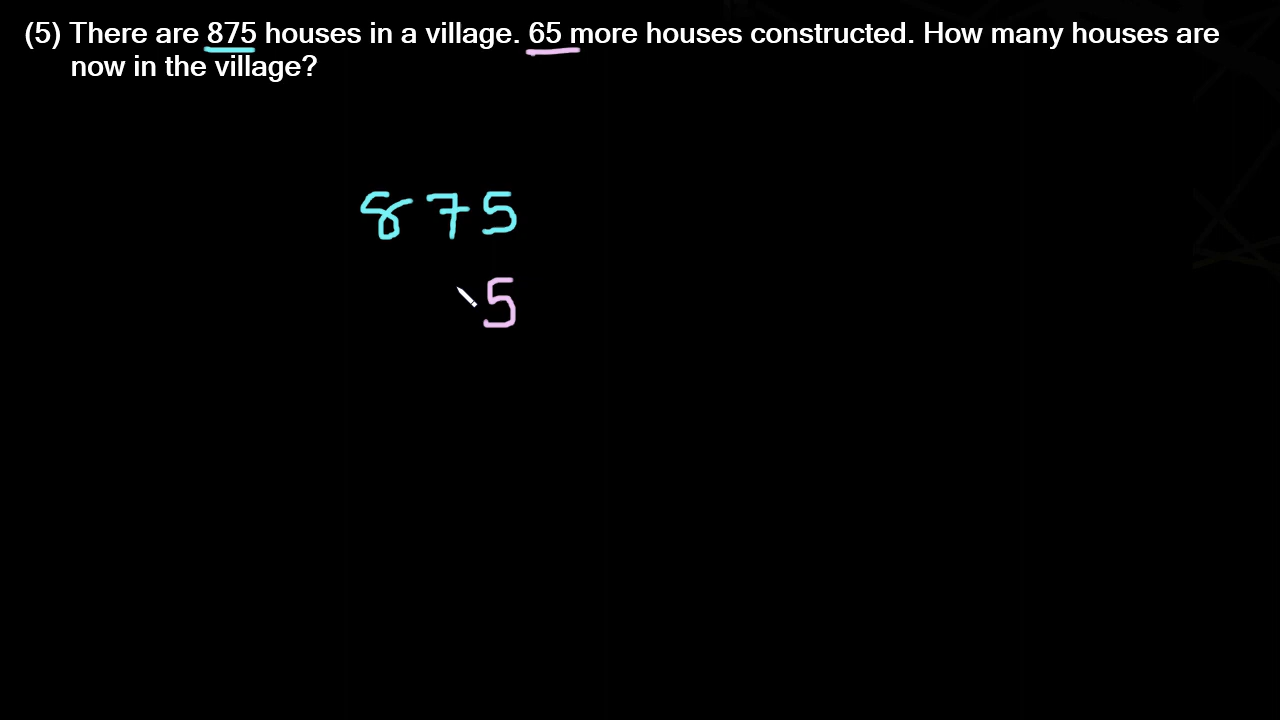 (5) There are 875 houses in a village. 65 more houses constructed. How many houses are
now in the village?
875
5